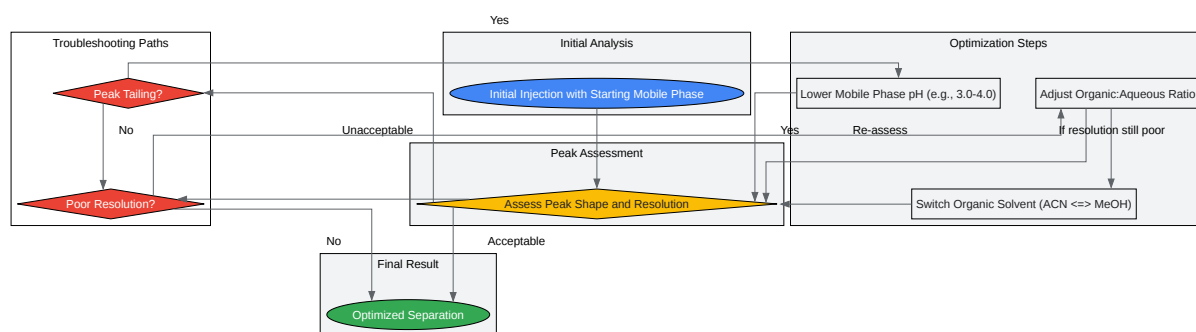 Yes
Troubleshooting Paths
Initial Analysis
Optimization Steps
Peak Tailing?
Initial Injection with Starting Mobile Phase
Lower Mobile Phase pH (e.g., 3.0-4.0)
Adjust Organic:Aqueous Ratio
No
Unacceptable
Yes
Re-assess
If resolution still poor
Peak Assessment
Poor Resolution?
Assess Peak Shape and Resolution
Switch Organic Solvent (ACN <=> MeOH)
No
Acceptable
Final Result
Optimized Separation